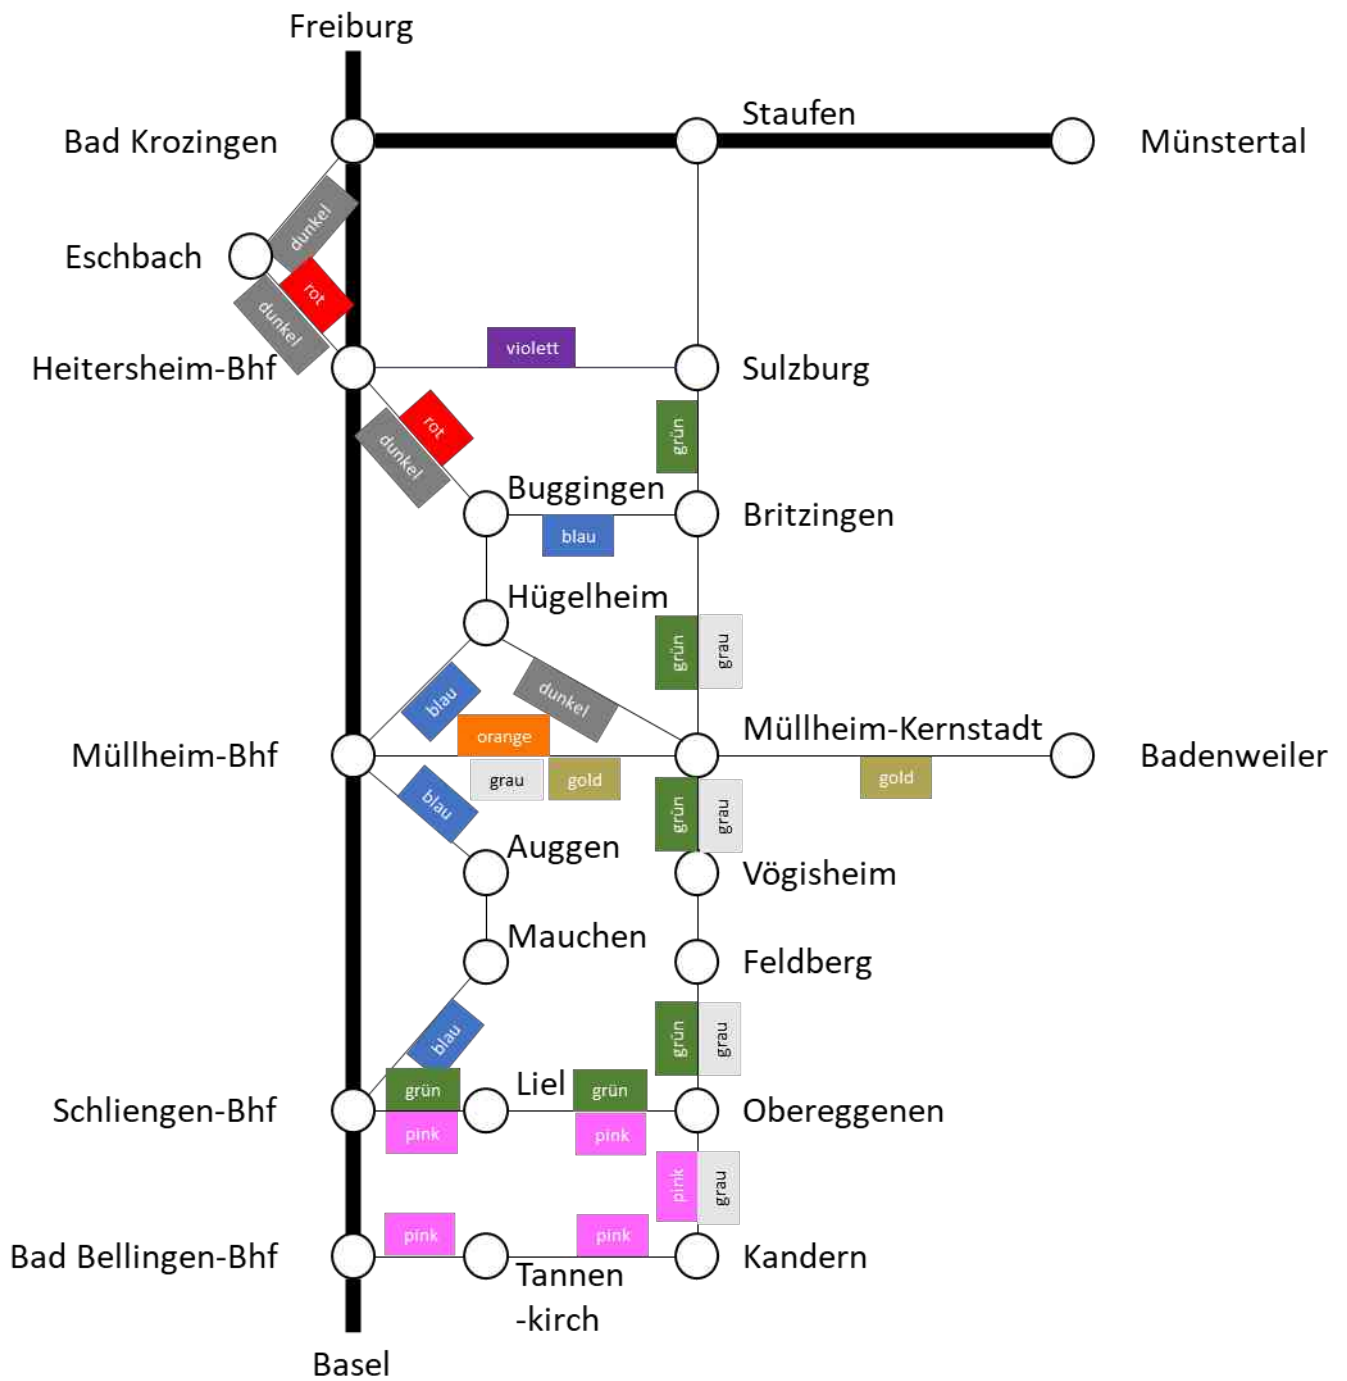 Freiburg
Staufen
Bad Krozingen
Münstertal
dunkel
Eschbach
rot
dunkel
violett
Heitersheim-Bhf
Sulzburg
rot
grün
dunkel
Buggingen
Britzingen
blau
Hügelheim
grün
grau
blau
dunkel
orange
Müllheim-Kernstadt
Müllheim-Bhf
Badenweiler
grau
gold
gold
blau
grün
grau
Auggen
Vögisheim
Mauchen
Feldberg
blau
grün
grau
Liel
grün
grün
Schliengen-Bhf
Obereggenen
pink
pink
pink
grau
pink
pink
Bad Bellingen-Bhf
Kandern
Tannen
-kirch
Basel